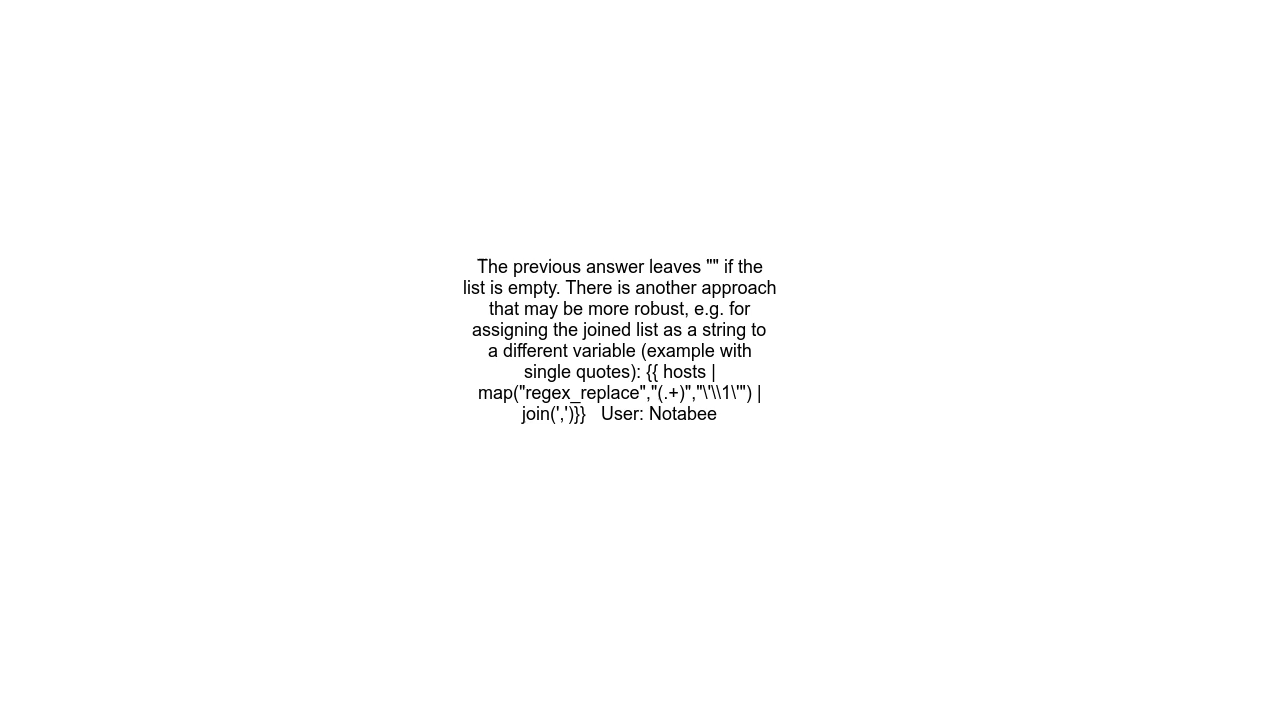 The previous answer leaves "" if the
list is empty. There is another approach
that may be more robust, e.g. for
assigning the joined list as a string to
a different variable (example with
single quotes): {{ hosts |
map("regex_replace","(.+)","\'\\1\'") |
join(',')}}   User: Notabee